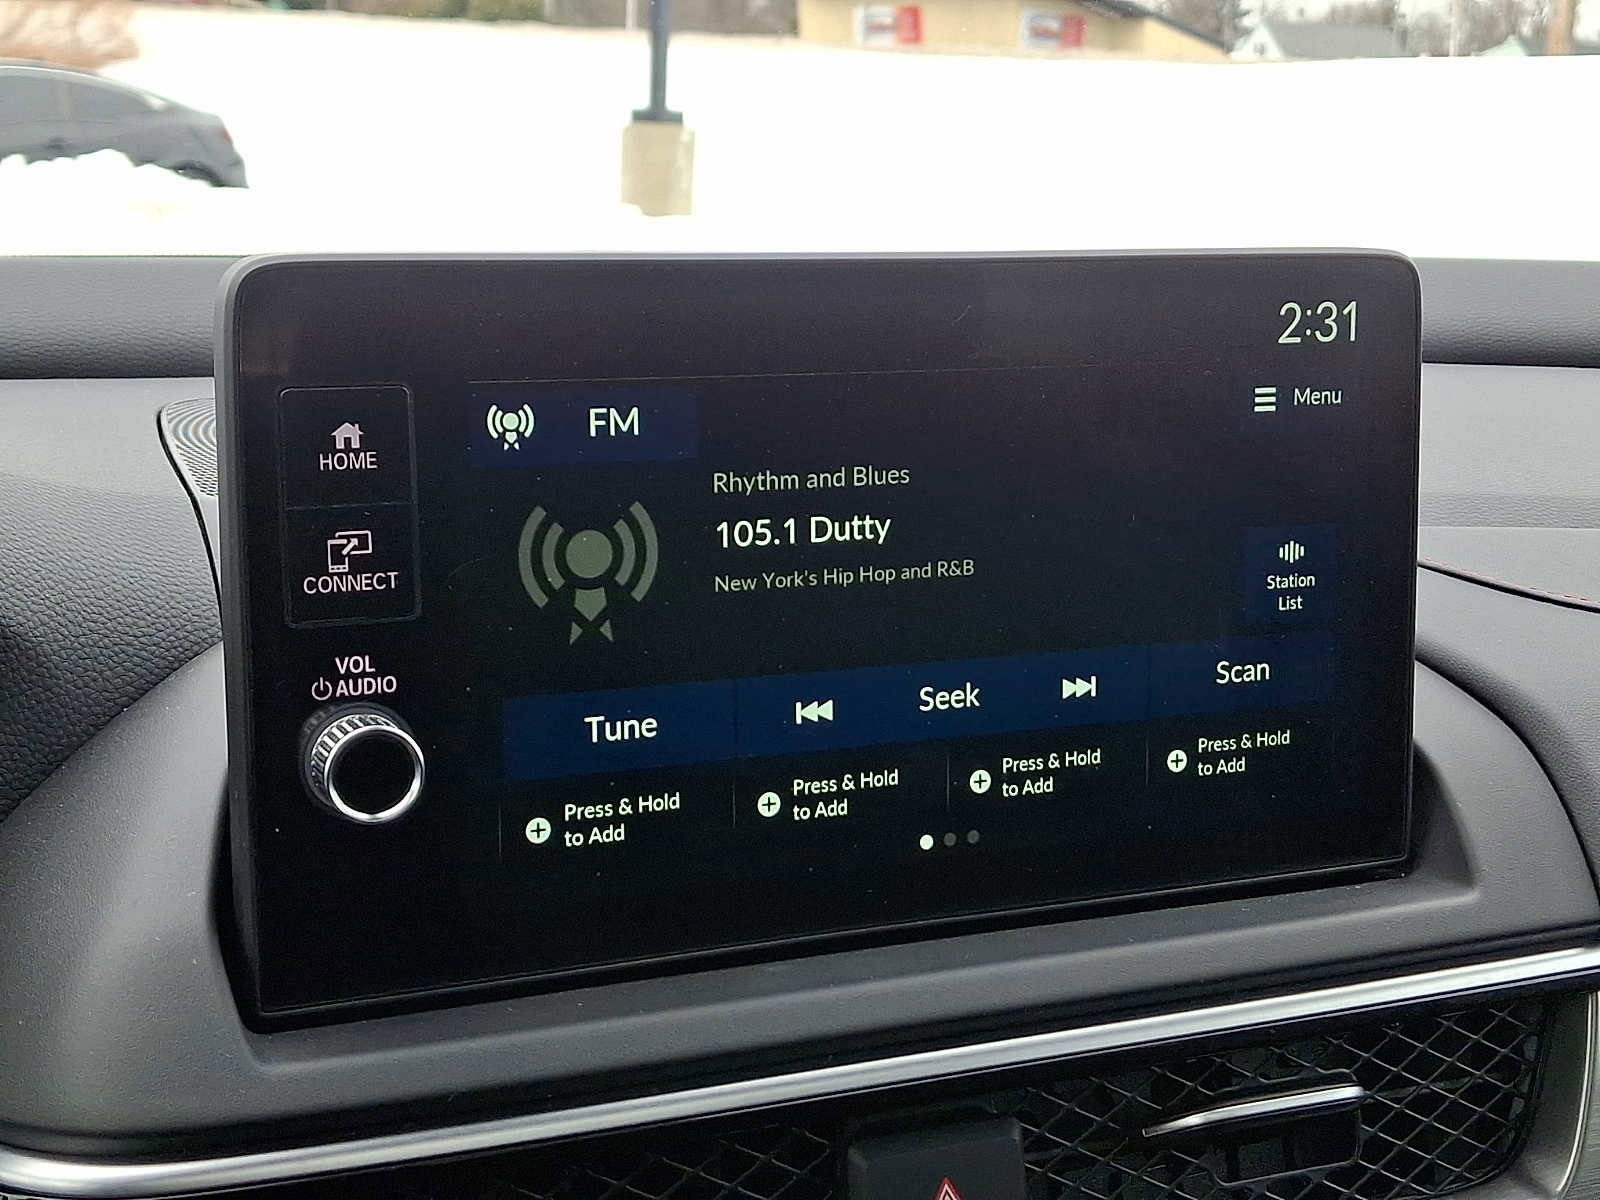 2:31
HOME
FM
Menu
Rhythm and Blues
105.1 Dutty
New York's Hip Hop and R&B
CONNECT
Station
List
VOL
AUDIO
Tune
Seek
Scan
Press & Hold
to Add
Press & Hold
to Add
Press & Hold
to Add
Press & Hold
to Add